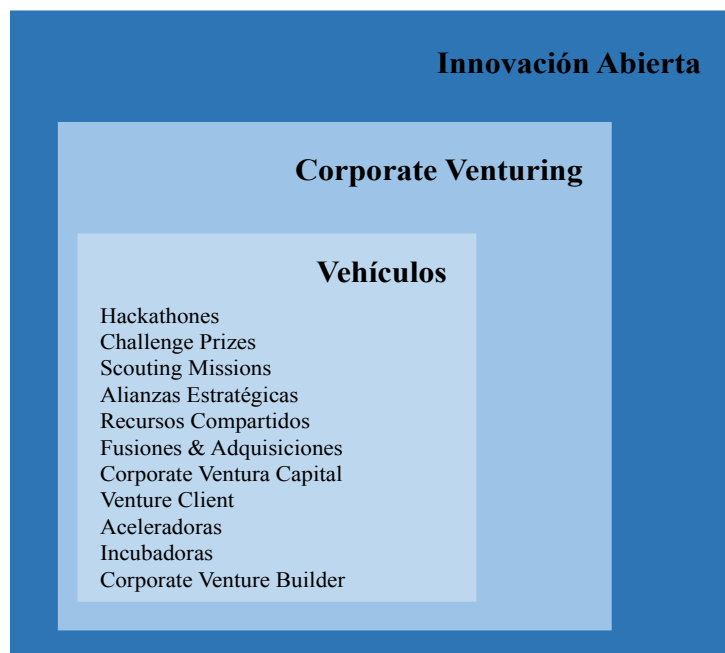 Innovación Abierta
Corporate Venturing
Vehículos
Hackathones
Challenge Prizes
Scouting Missions
Alianzas Estratégicas
Recursos Compartidos
Fusiones & Adquisiciones
Corporate Ventura Capital
Venture Client
Aceleradoras
Incubadoras
Corporate Venture Builder